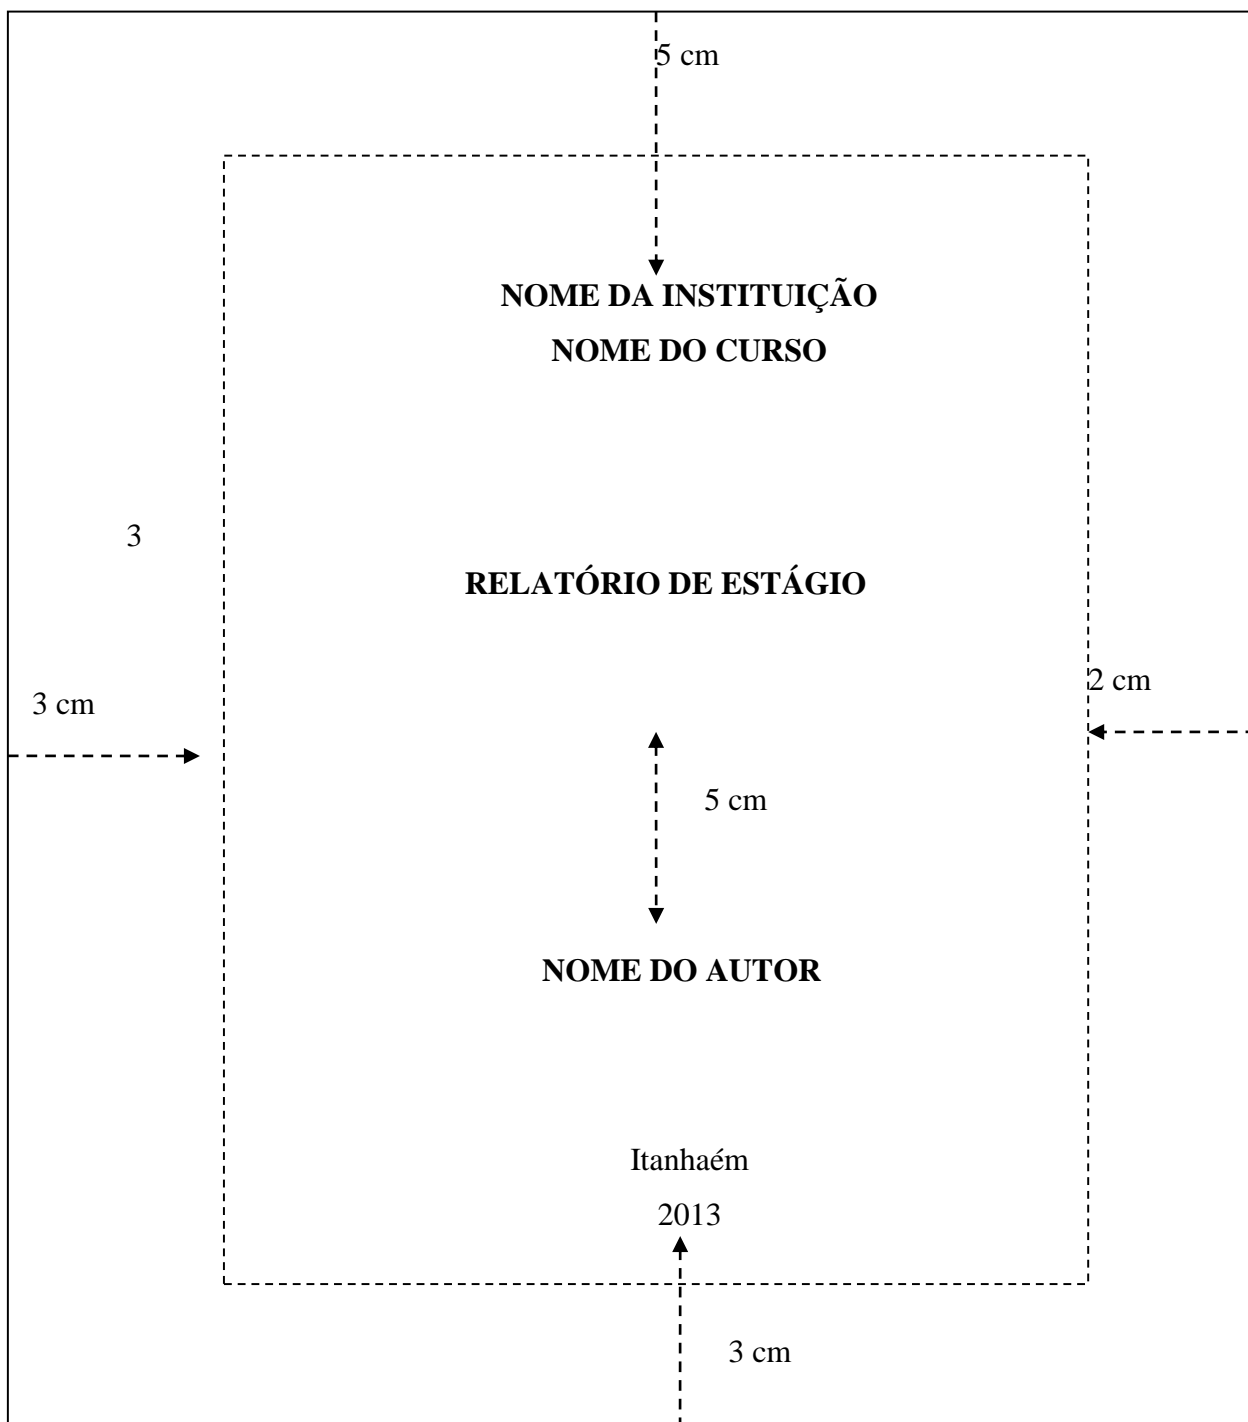 5 cm
NOME DA INSTITUIÇÃO
NOME DO CURSO
3
RELATÓRIO DE ESTÁGIO
2 cm
3 cm
5 cm
NOME DO AUTOR
Itanhaém
2013
3 cm